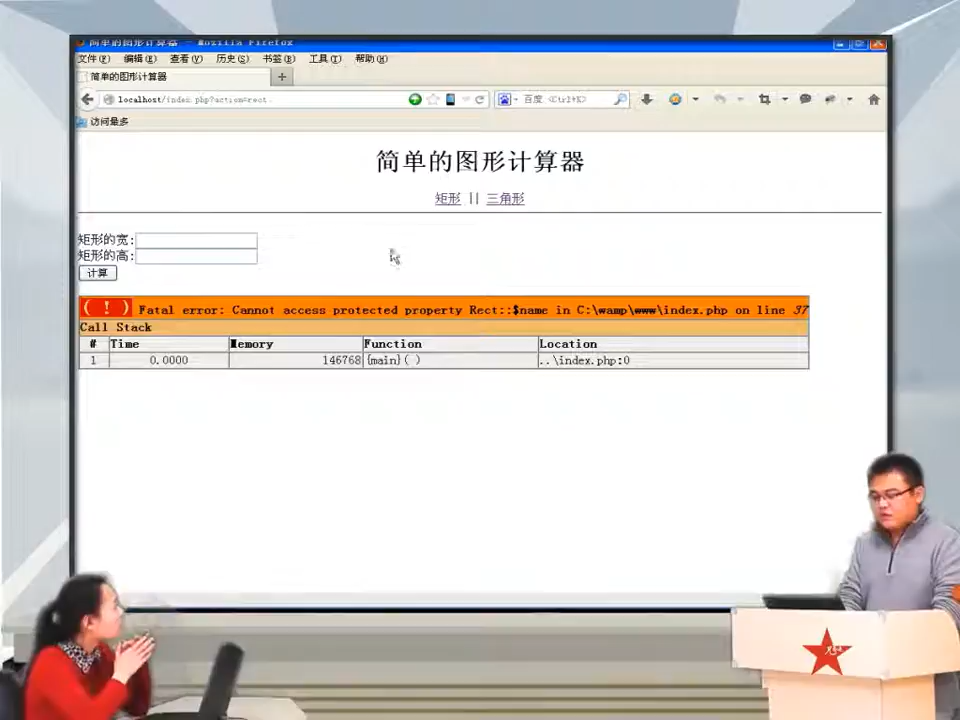 简单的图形计算器 - Mozilla Firefox
文件(F) 编辑(E) 查看(V) 历史(S) 书签(B) 工具(T) 帮助(H)
简单的图形计算器 +
localhost/index.php?action=rect 百度 <Ctrl+K>
访问最多
简单的图形计算器
矩形 || 三角形
矩形的宽:
矩形的高:
计算
( ! ) Fatal error: Cannot access protected property Rect::$name in C:\wamp\www\index.php on line 37
Call Stack
# Time Memory Function Location
1 0.0000 146768 {main}( ) ..\index.php:0